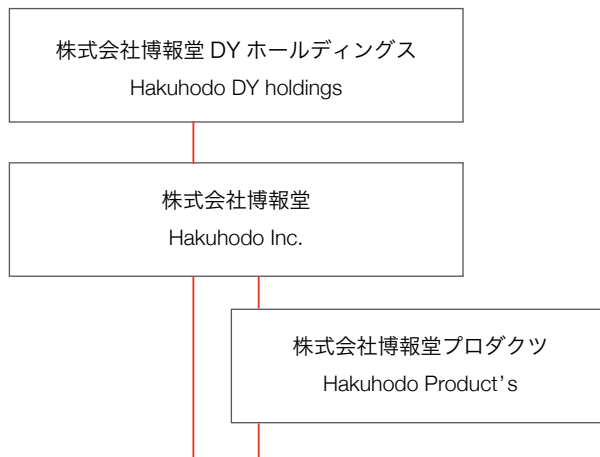 株式会社博報堂 DY ホールディングス
Hakuhodo DY holdings
株式会社博報堂
Hakuhodo Inc.
株式会社博報堂プロダクツ
Hakuhodo Product’s